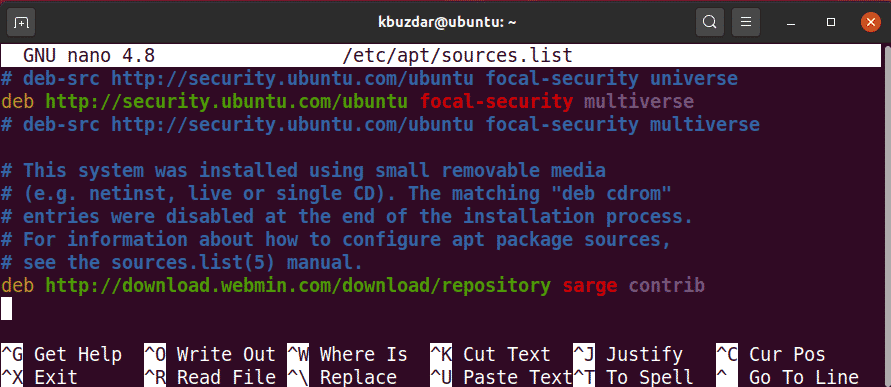 kbuzdar@ubuntu: ~
GNU nano 4.8 /etc/apt/sources.list
# deb-src http://security.ubuntu.com/ubuntu focal-security universe
deb http://security.ubuntu.com/ubuntu focal-security multiverse
# deb-src http://security.ubuntu.com/ubuntu focal-security multiverse
# This system was installed using small removable media
# (e.g. netinst, live or single CD). The matching "deb cdrom"
# entries were disabled at the end of the installation process.
# For information about how to configure apt package sources,
# see the sources.list(5) manual.
deb http://download.webmin.com/download/repository sarge contrib
^G Get Help ^O Write Out ^W Where Is ^K Cut Text ^J Justify ^C Cur Pos
^X Exit ^R Read File ^\ Replace ^U Paste Text ^T To Spell ^ Go To Line